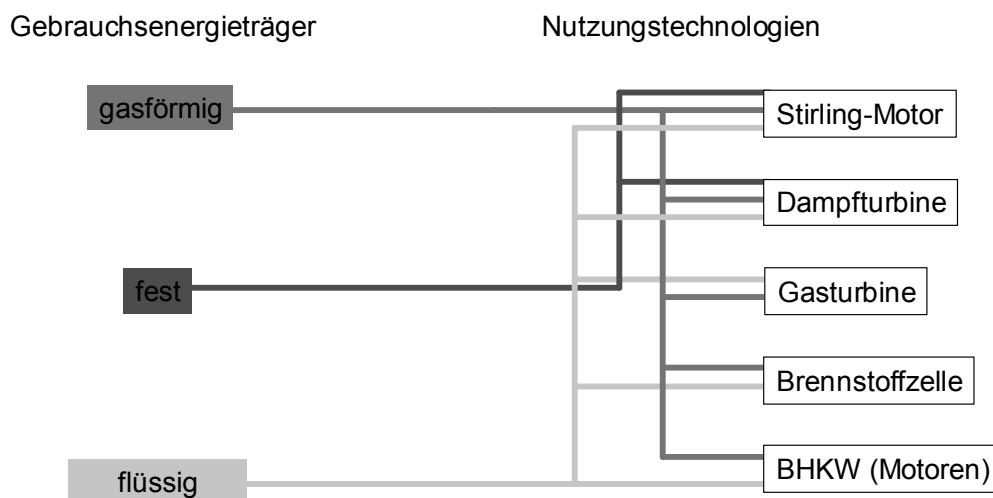 Gebrauchsenergieträger
Nutzungstechnologien
gasförmig
Stirling-Motor
Dampfturbine
fest
Gasturbine
Brennstoffzelle
flüssig
BHKW (Motoren)